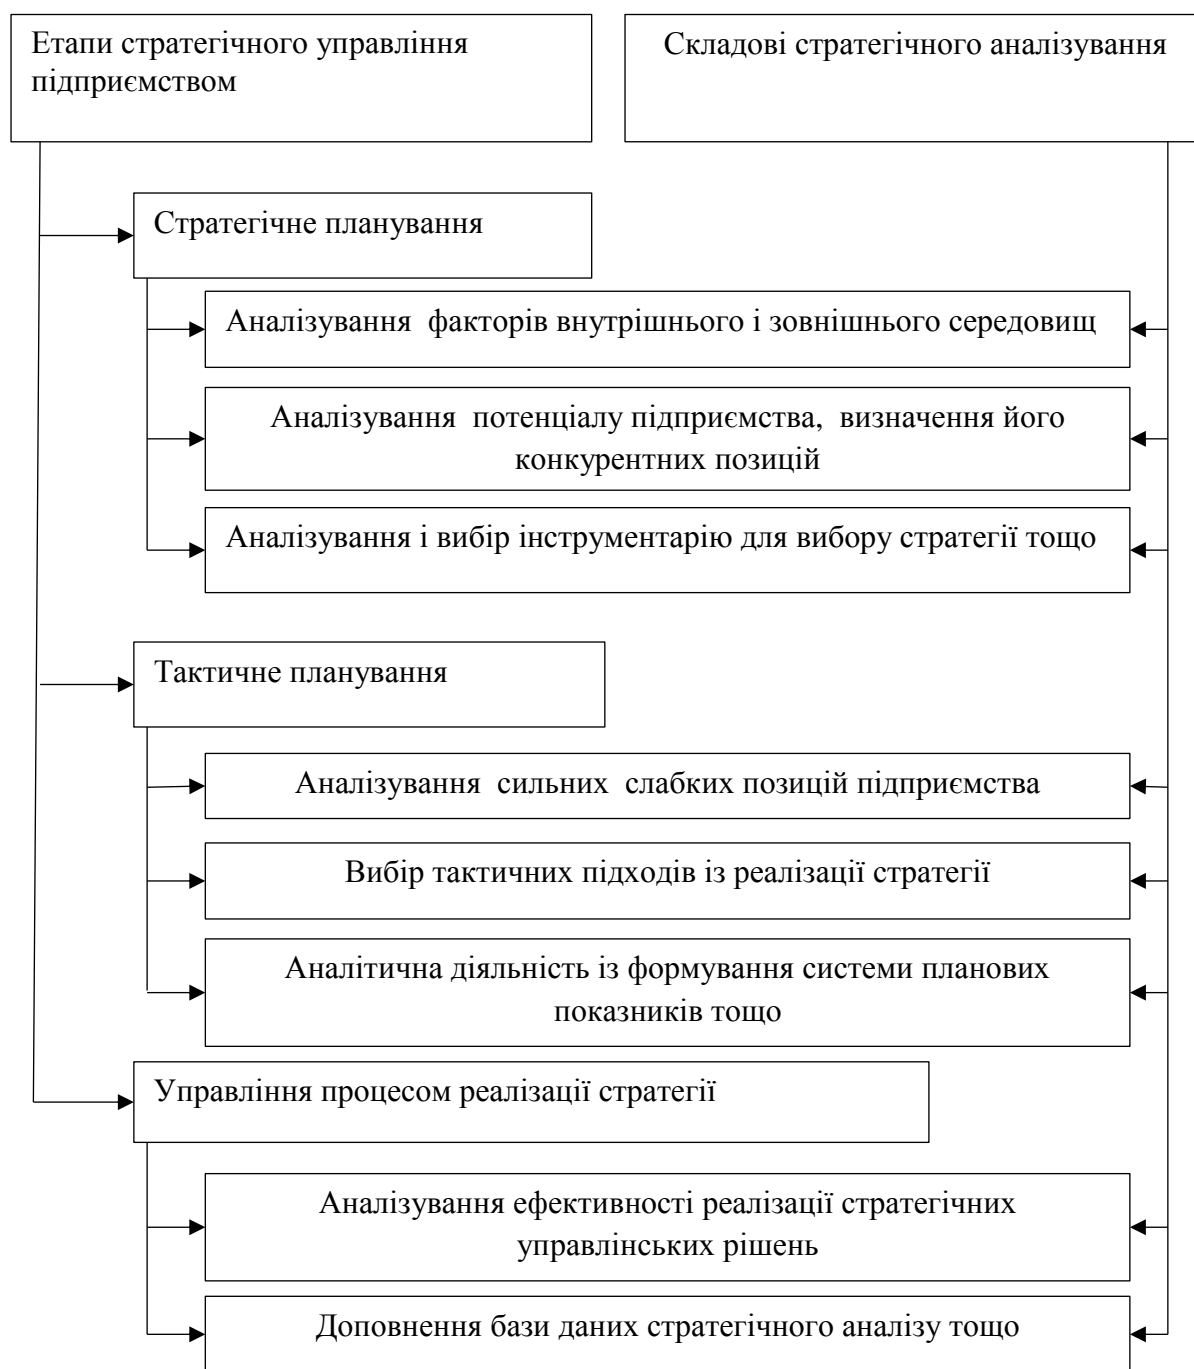 Етапи стратегічного управління
підприємством
Складові стратегічного аналізування
Стратегічне планування
Аналізування факторів внутрішнього і зовнішнього середовищ
Аналізування потенціалу підприємства, визначення його
конкурентних позицій
Аналізування і вибір інструментарію для вибору стратегії тощо
Тактичне планування
Аналізування сильних слабких позицій підприємства
Вибір тактичних підходів із реалізації стратегії
Аналітична діяльність із формування системи планових
показників тощо
Управління процесом реалізації стратегії
Аналізування ефективності реалізації стратегічних
управлінських рішень
Доповнення бази даних стратегічного аналізу тощо